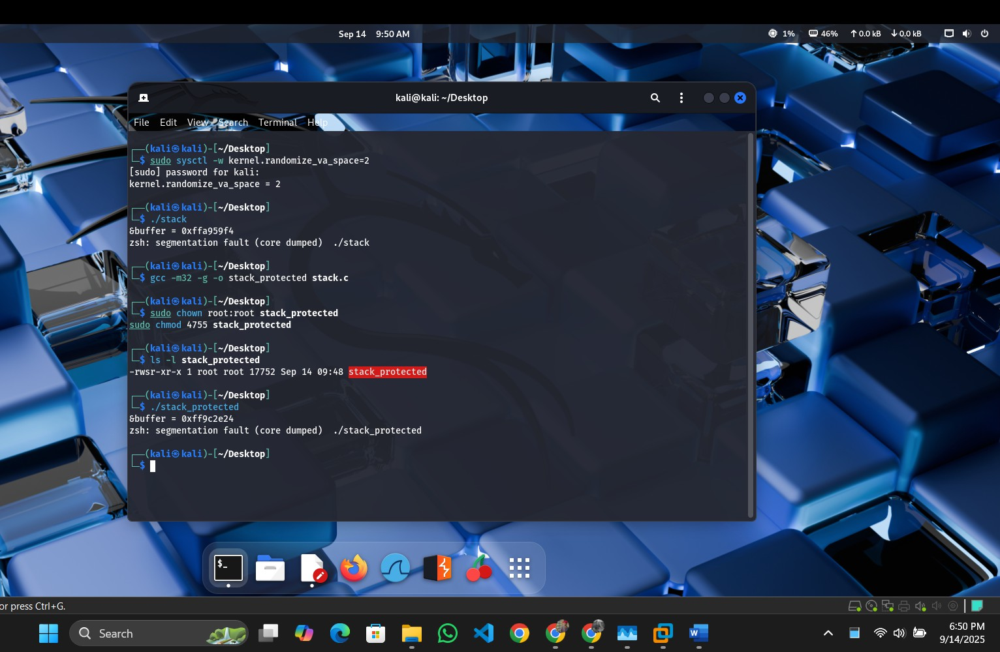 Sep 14 9:50 AM
1% 46% ↑0.0 kB ↓0.0 kB
kali@kali: ~/Desktop
File Edit View Search Terminal Help
┌──(kali㉿kali)-[~/Desktop]
└─$ sudo sysctl -w kernel.randomize_va_space=2
[sudo] password for kali:
kernel.randomize_va_space = 2
┌──(kali㉿kali)-[~/Desktop]
└─$ ./stack
&buffer = 0xffa959f4
zsh: segmentation fault (core dumped)  ./stack
┌──(kali㉿kali)-[~/Desktop]
└─$ gcc -m32 -g -o stack_protected stack.c
┌──(kali㉿kali)-[~/Desktop]
└─$ sudo chown root:root stack_protected
sudo chmod 4755 stack_protected
┌──(kali㉿kali)-[~/Desktop]
└─$ ls -l stack_protected
-rwsr-xr-x 1 root root 17752 Sep 14 09:48 stack_protected
┌──(kali㉿kali)-[~/Desktop]
└─$ ./stack_protected
&buffer = 0xff9c2e24
zsh: segmentation fault (core dumped)  ./stack_protected
┌──(kali㉿kali)-[~/Desktop]
└─$
$_
or press Ctrl+G.
Search
W
6:50 PM
9/14/2025